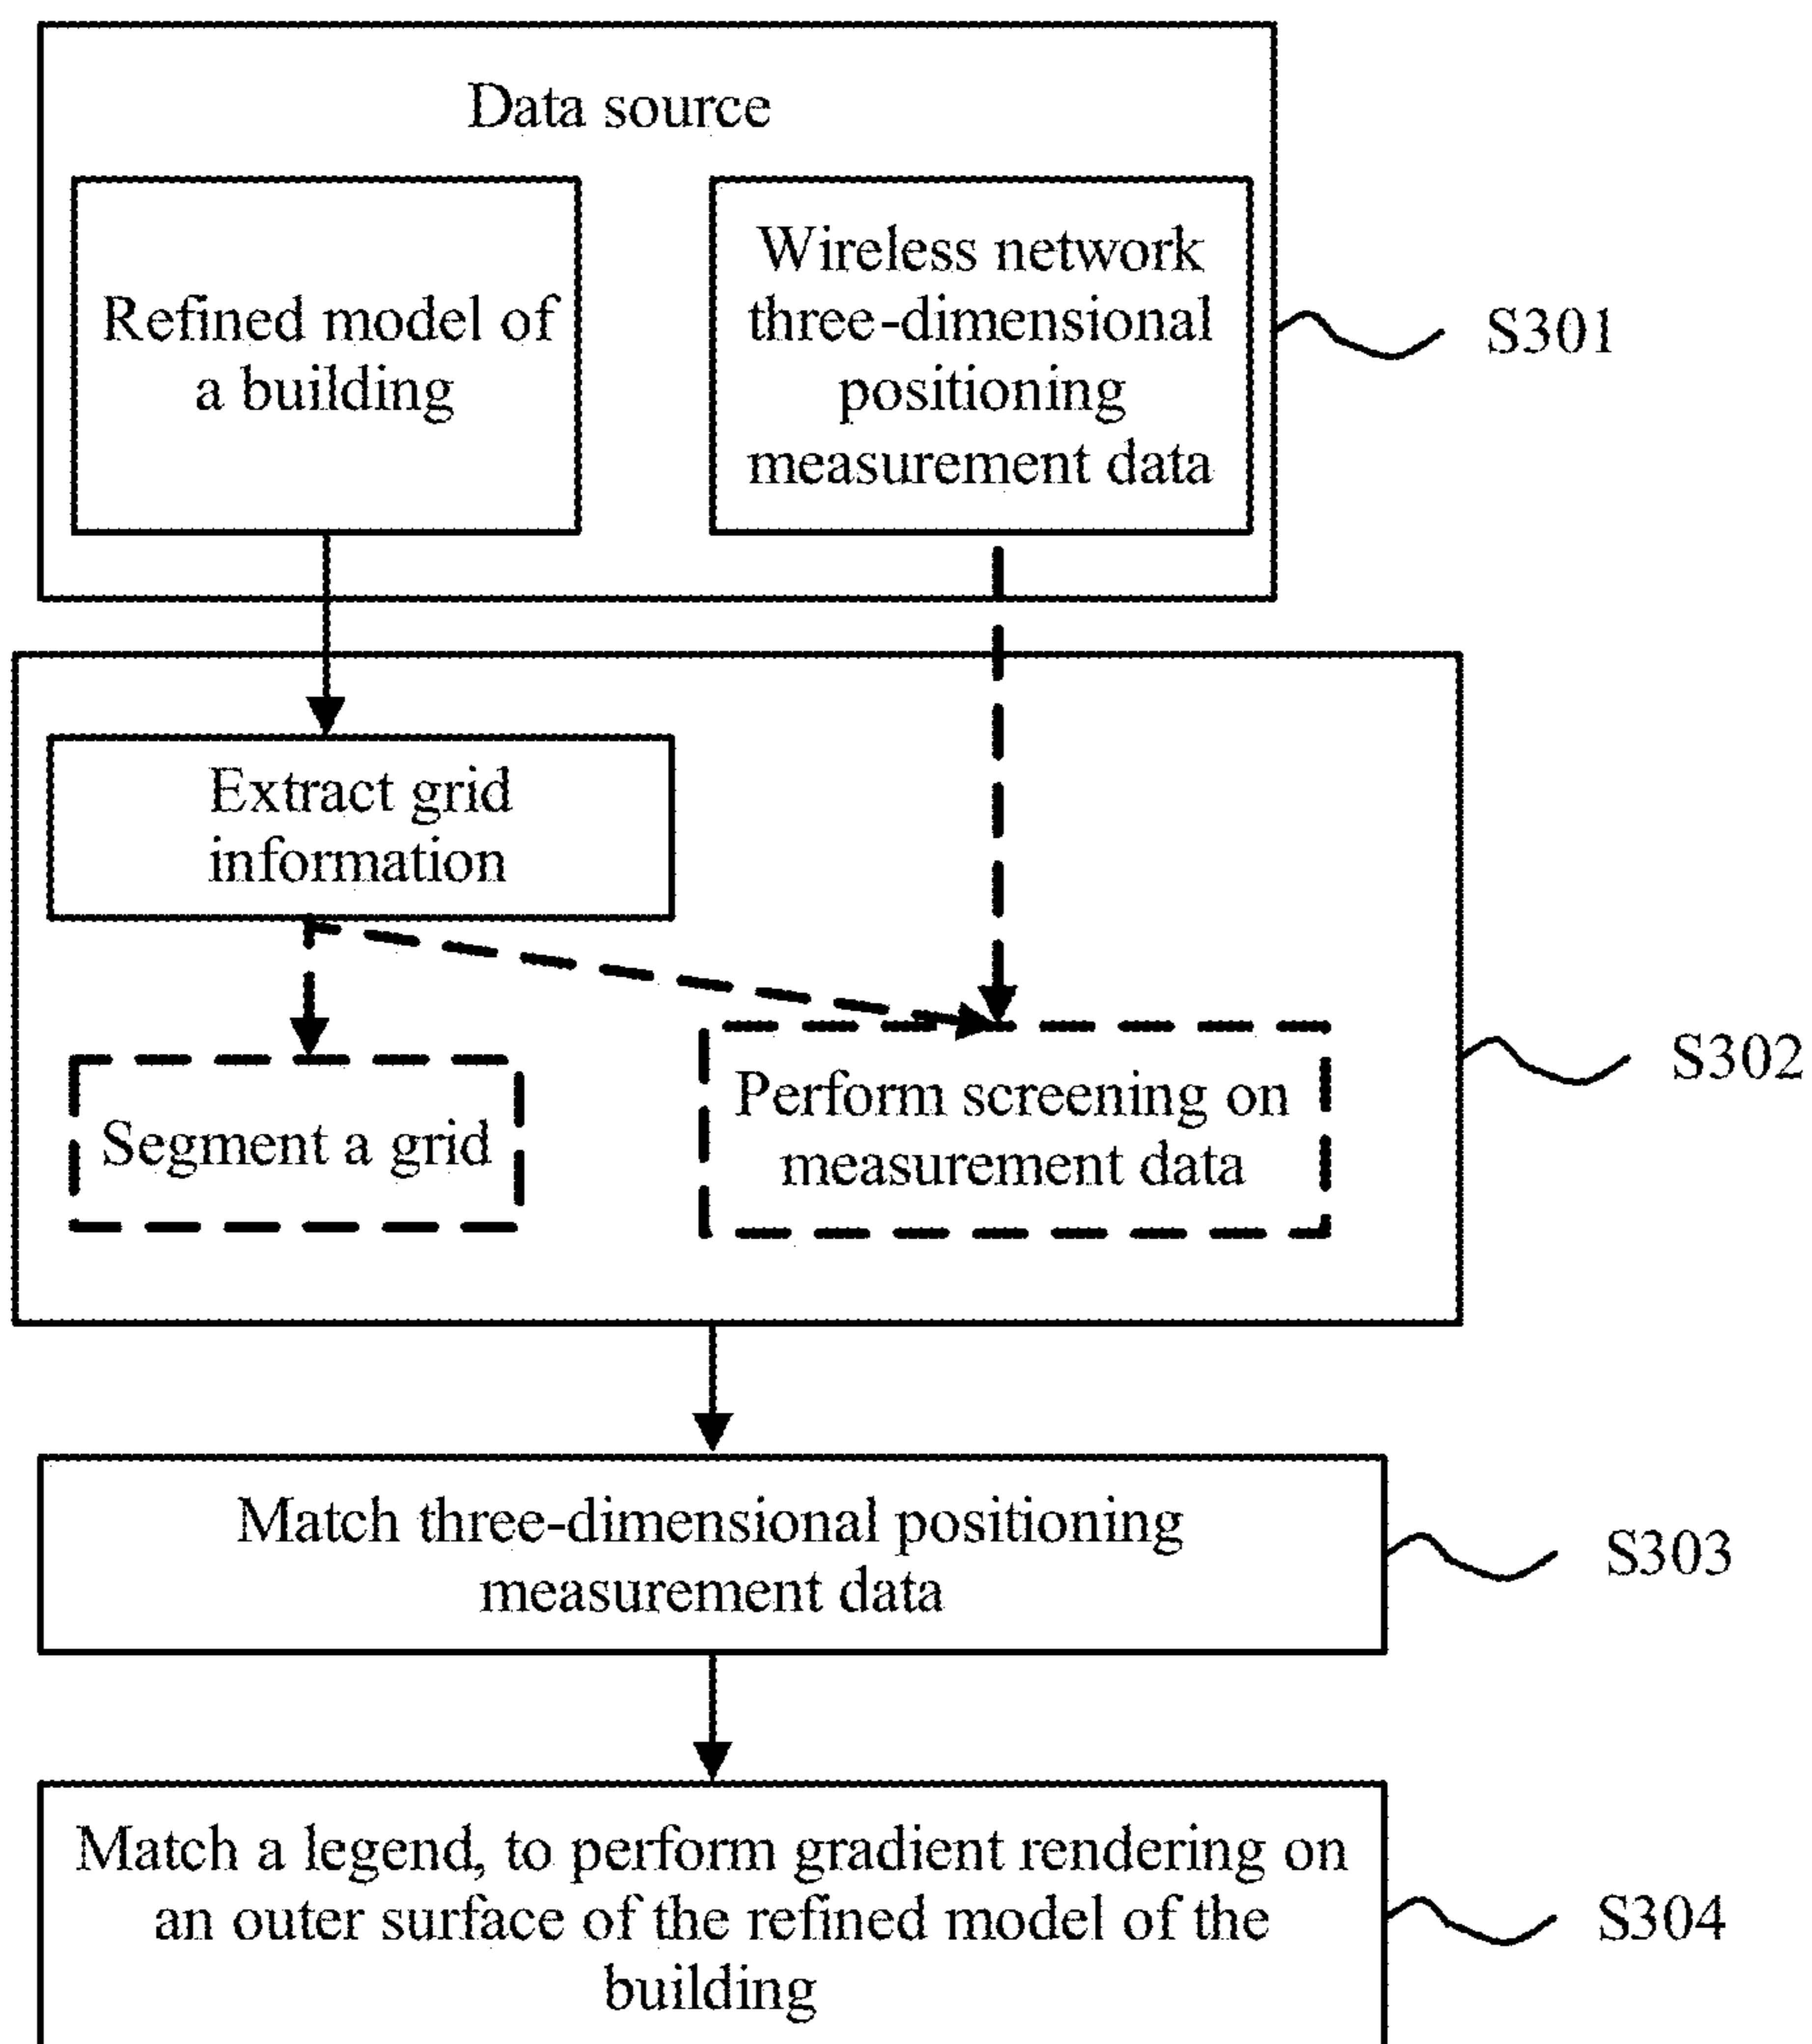 Data source
Refined model of
a building
Wireless network
three-dimensional
positioning
measurement data
S301
Extract grid
information
Segment a grid
Perform screening on
measurement data
S302
Match three-dimensional positioning
measurement data
S303
Match a legend, to perform gradient rendering on
an outer surface of the refined model of the
building
S304